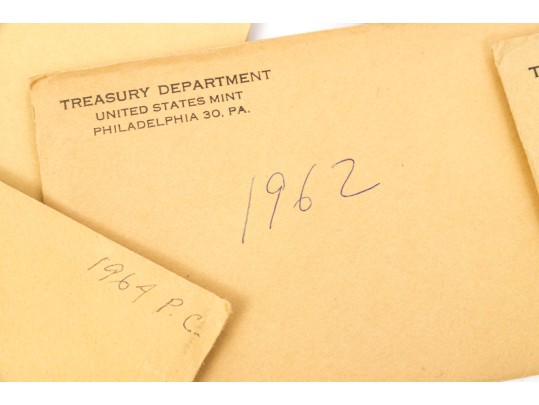 TREASURY DEPARTMENT
UNITED STATES MINT
PHILADELPHIA 30, PA.
1962
1964 P.C.
T